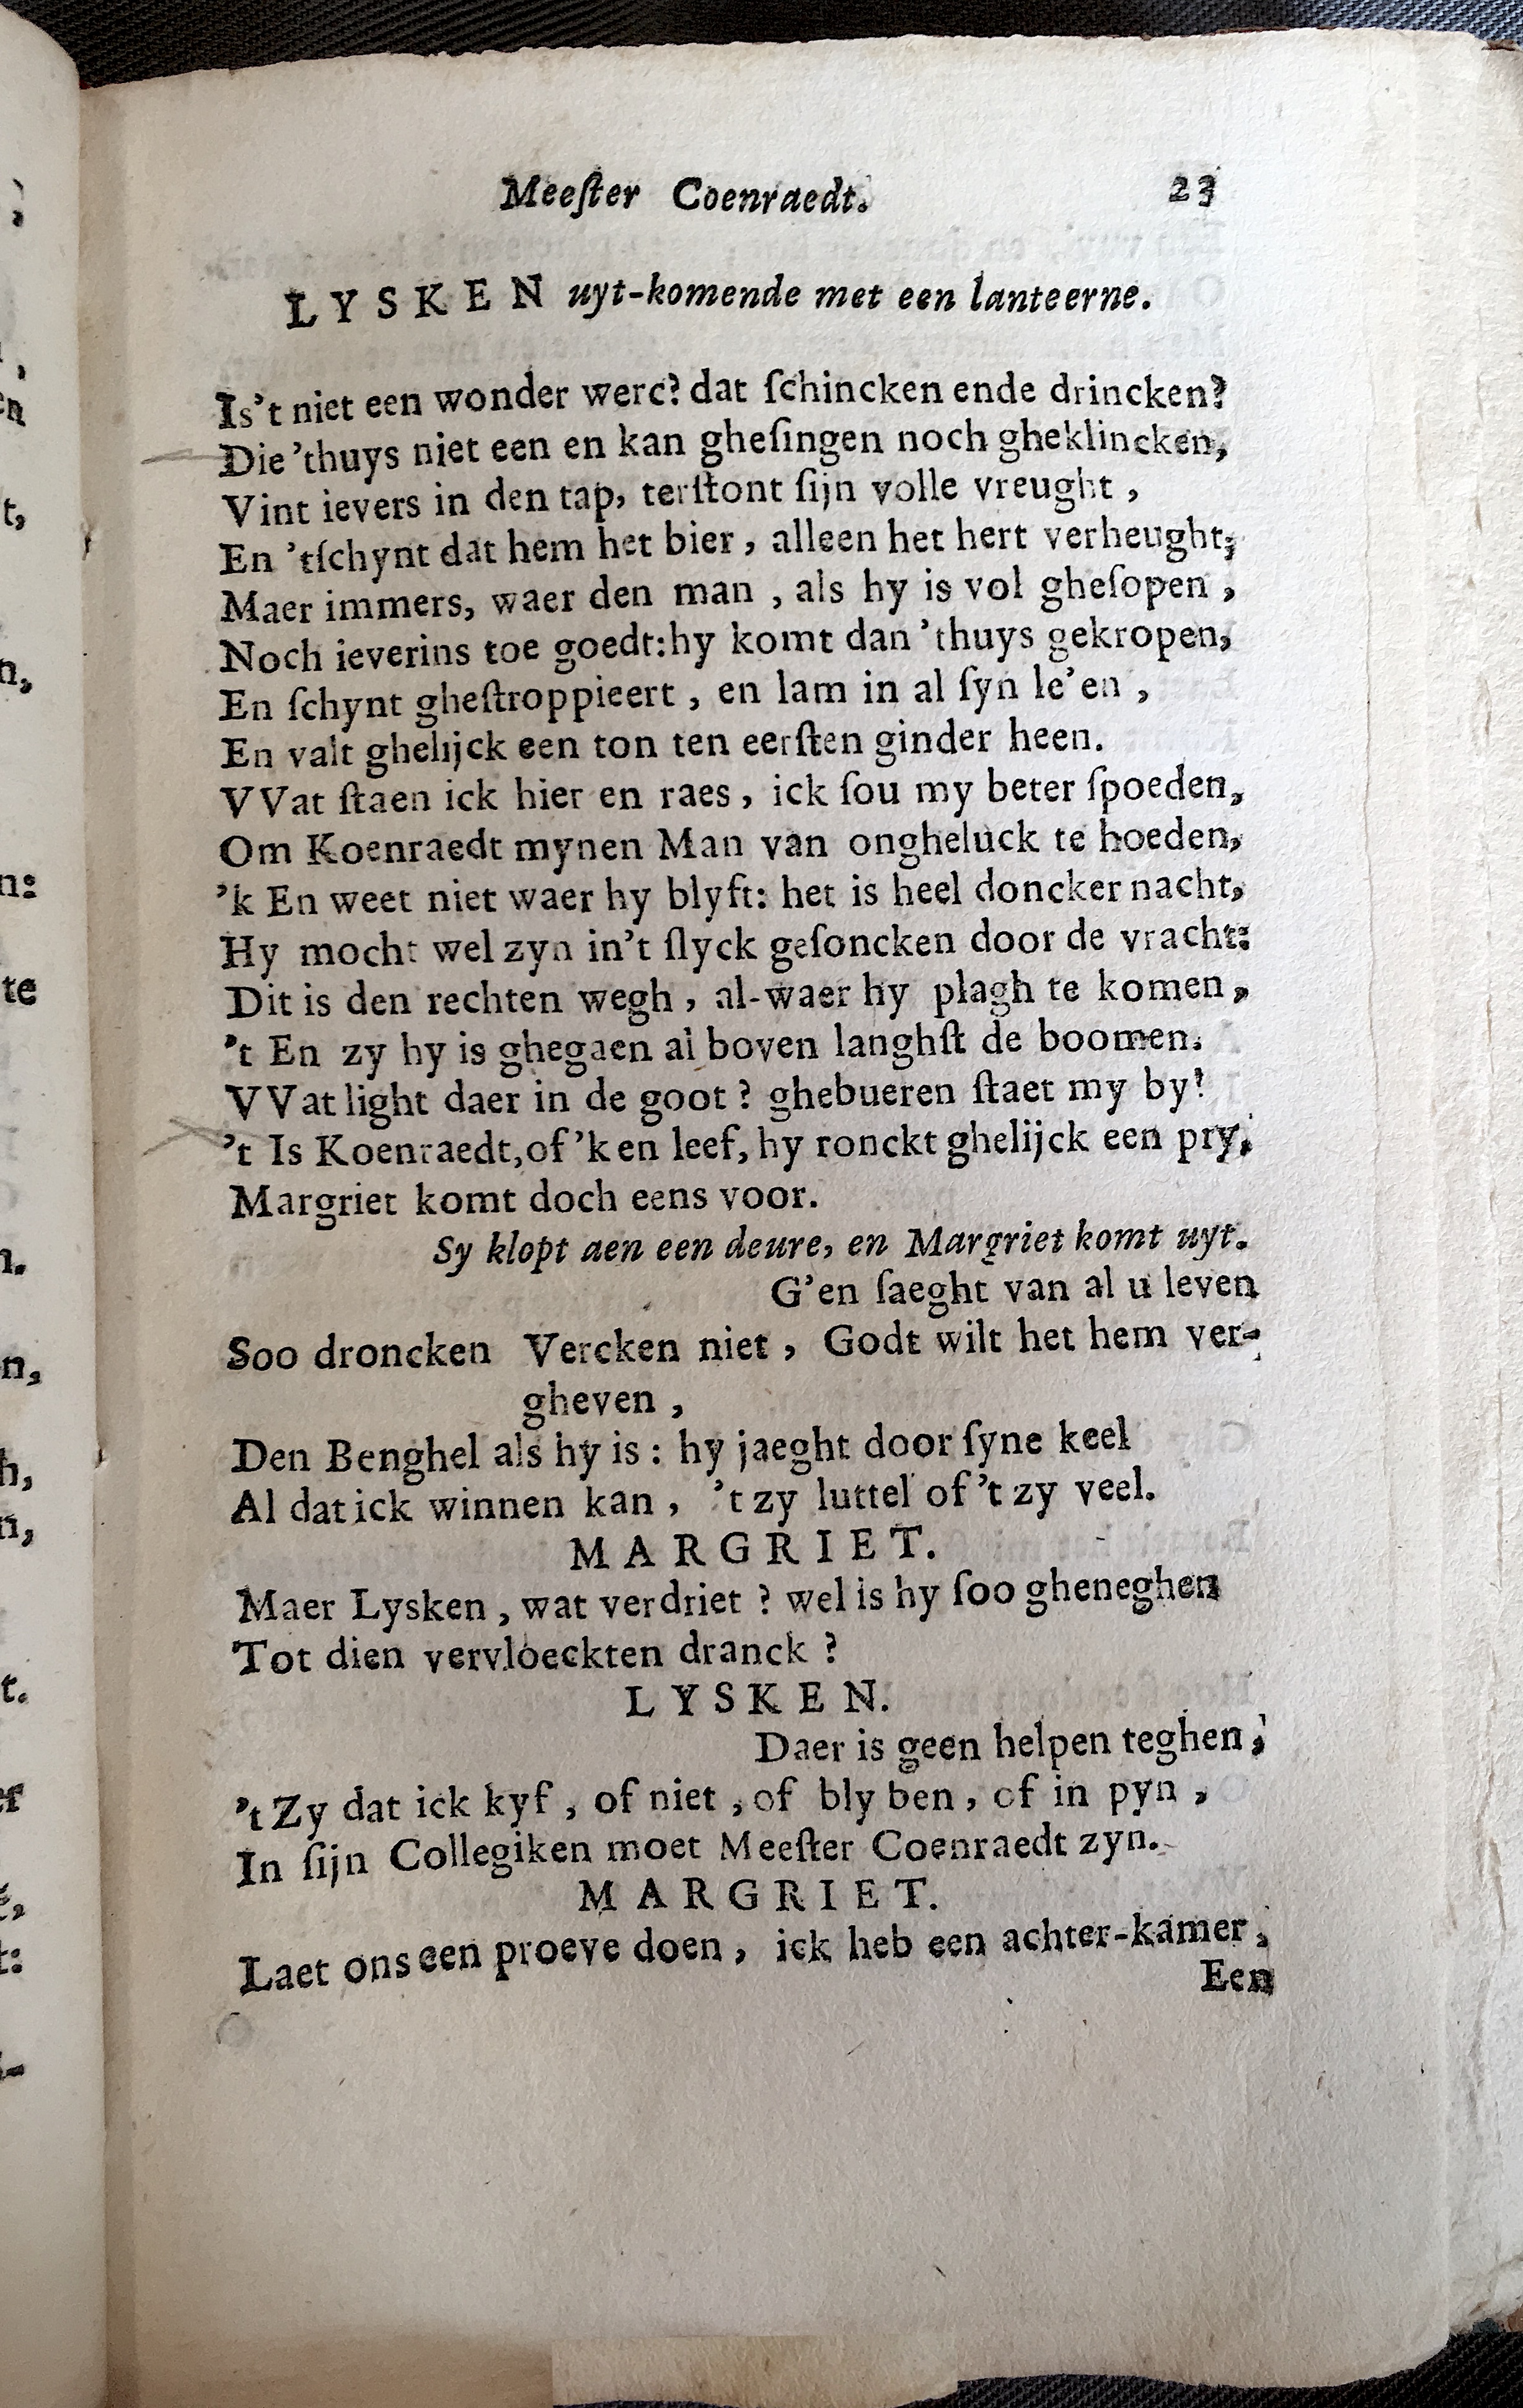 Meeſter Coenraedt. 23
LYSKEN uyt-komende met een lanteerne.
Is't niet een wonder werc? dat ſchincken ende drincken?
Die 'thuys niet een en kan gheſingen noch gheklincken,
Vint ievers in den tap, terſtont ſijn volle vreught ,
En 'tſchynt dat hem het bier , alleen het hert verheught;
Maer immers, waer den man , als hy is vol gheſopen ,
Noch ieverins toe goedt:hy komt dan 'thuys gekropen,
En ſchynt gheſtroppieert , en lam in al ſyn le'en ,
En valt ghelijck een ton ten eerſten ginder heen.
VVat ſtaen ick hier en raes , ick ſou my beter ſpoeden,
Om Koenraedt mynen Man van ongheluck te hoeden,
'k En weet niet waer hy blyft: het is heel doncker nacht,
Hy mocht wel zyn in't ſlyck geſoncken door de vracht:
Dit is den rechten wegh , al-waer hy plagh te komen ,
't En zy hy is ghegaen al boven langhſt de boomen.
VVat light daer in de goot ? ghebueren ſtaet my by!
't Is Koenraedt,of 'k en leef, hy ronckt ghelijck een pry,
Margriet komt doch eens voor.
Sy klopt aen een deure, en Margriet komt uyt.
G'en ſaeght van al u leven
Soo droncken Vercken niet , Godt wilt het hem ver-
gheven ,
Den Benghel als hy is : hy jaeght door ſyne keel
Al dat ick winnen kan , 't zy luttel of 't zy veel.
MARGRIET.
Maer Lysken , wat verdriet ? wel is hy ſoo gheneghen
Tot dien vervloeckten dranck ?
LYSKEN.
Daer is geen helpen teghen ,
't Zy dat ick kyf , of niet , of bly ben , of in pyn ,
In ſijn Collegiken moet Meeſter Coenraedt zyn.
MARGRIET.
Laet ons een proeve doen , ick heb een achter-kamer ,
Een